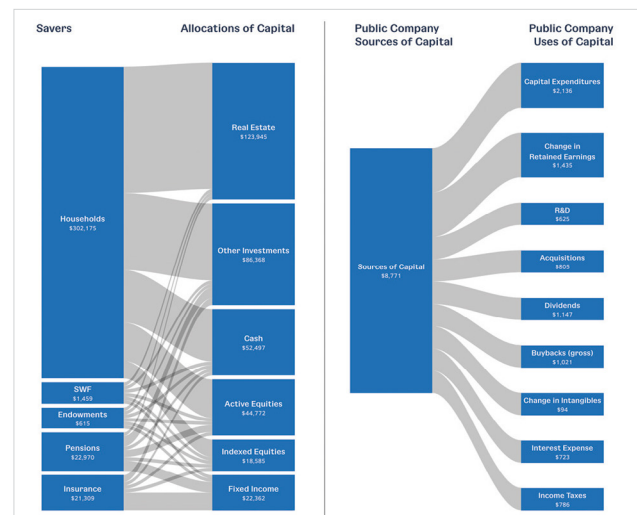 Savers
Allocations of Capital
Public Company
Sources of Capital
Public Company
Uses of Capital
Households
$302,175
SWF
$1,459
Endowments
$615
Pensions
$22,970
Insurance
$21,309
Real Estate
$123,945
Other Investments
$86,368
Cash
$52,497
Active Equities
$44,772
Indexed Equities
$18,585
Fixed Income
$22,362
Sources of Capital
$8,771
Capital Expenditures
$2,136
Change in
Retained Earnings
$1,435
R&D
$625
Acquisitions
$805
Dividends
$1,147
Buybacks (gross)
$1,021
Change in Intangibles
$94
Interest Expense
$723
Income Taxes
$786